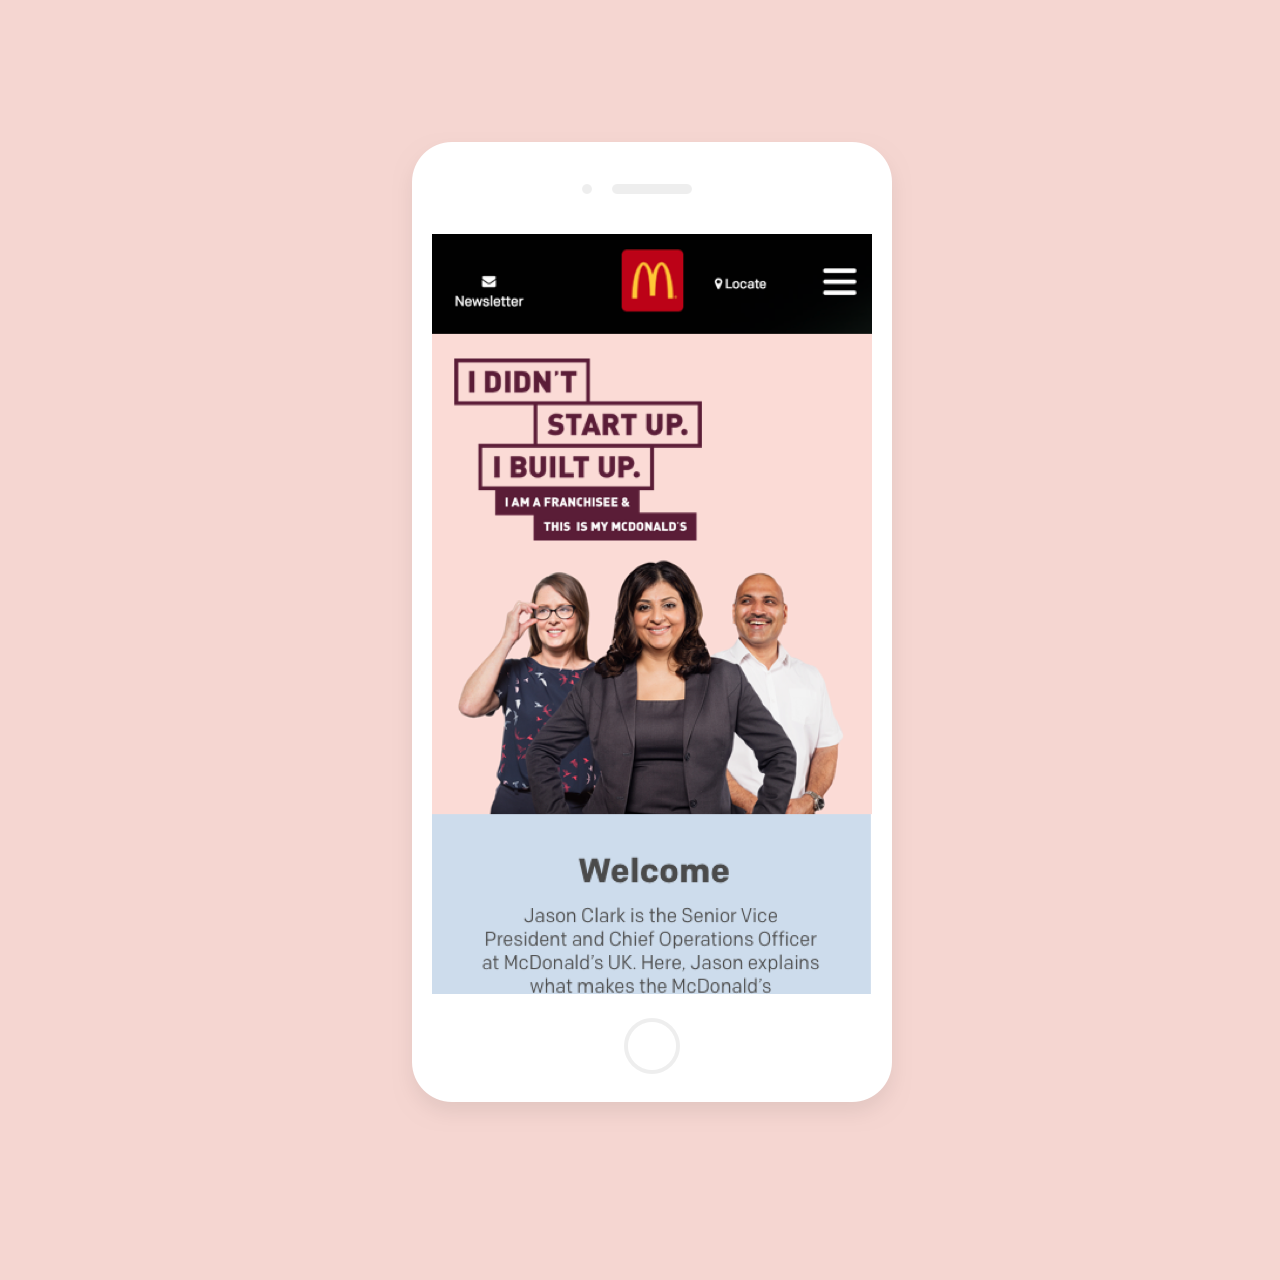 Newsletter
Locate
I DIDN'T
START UP.
I BUILT UP.
I AM A FRANCHISEE &
THIS IS MY MCDONALD'S
Welcome
Jason Clark is the Senior Vice
President and Chief Operations Officer
at McDonald's UK. Here, Jason explains
what makes the McDonald's